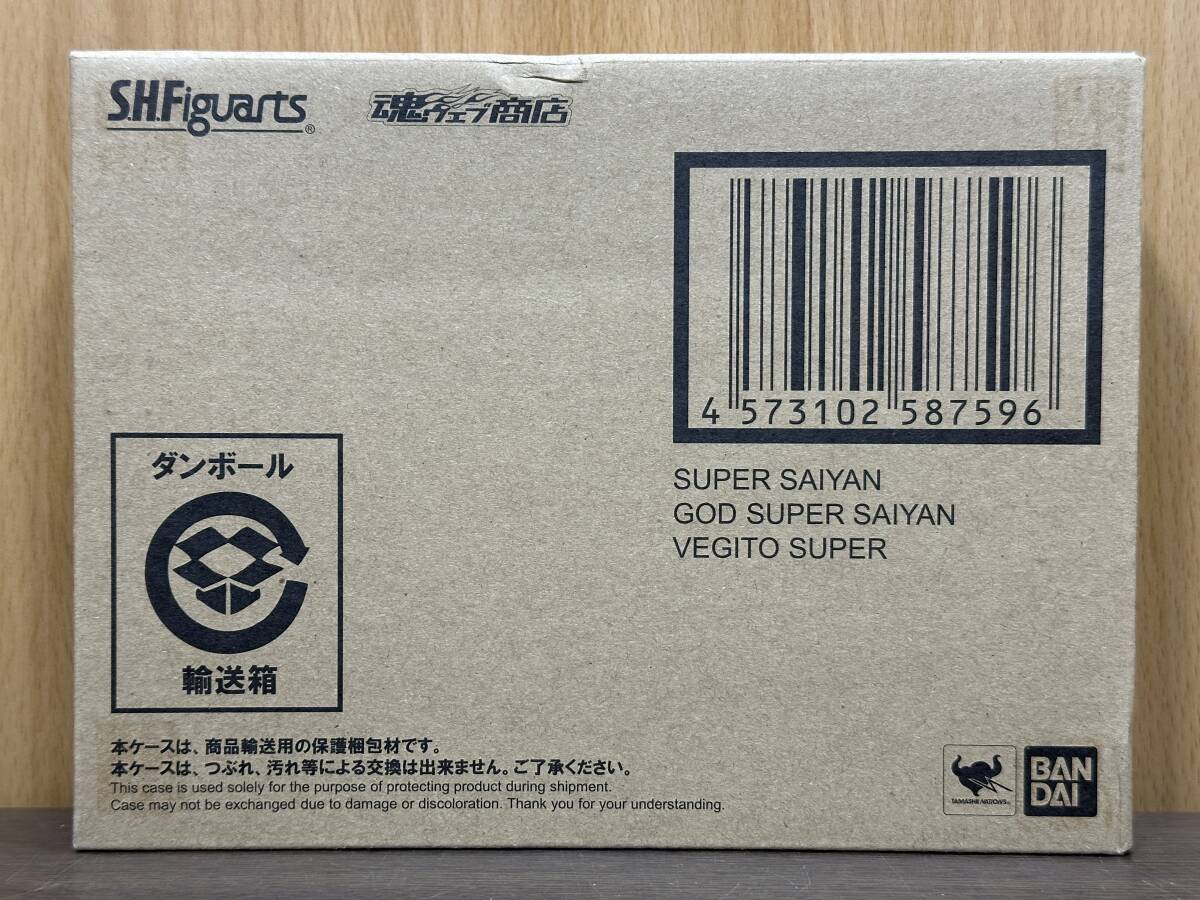 S.H.Figuarts®
魂ウェブ商店
4 573102 587596
SUPER SAIYAN
GOD SUPER SAIYAN
VEGITO SUPER
ダンボール
輸送箱
本ケースは、商品輸送用の保護梱包材です。
本ケースは、つぶれ、汚れ等による交換は出来ません。ご了承ください。
This case is used solely for the purpose of protecting product during shipment.
Case may not be exchanged due to damage or discoloration. Thank you for your understanding.
TAMASHII NATIONS
BAN
DAI